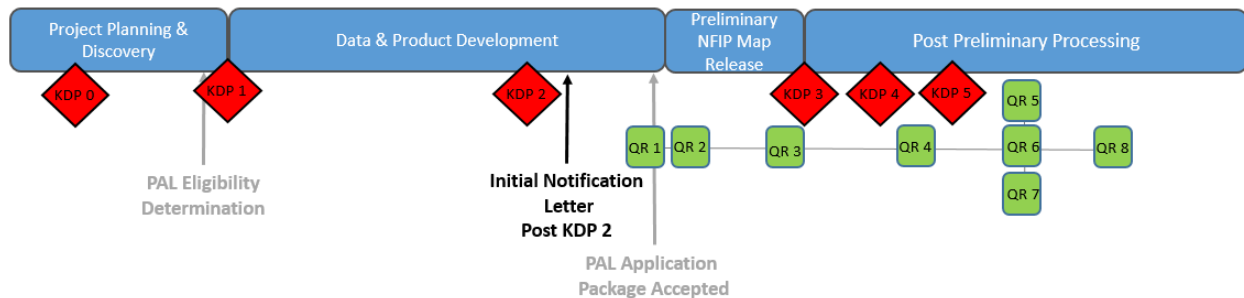 Project Planning &
Discovery
Data & Product Development
Preliminary
NFIP Map
Release
Post Preliminary Processing
KDP 0
KDP 1
KDP 2
KDP 3
KDP 4
KDP 5
QR 1
QR 2
QR 3
QR 4
QR 5
QR 6
QR 7
QR 8
PAL Eligibility
Determination
Initial Notification
Letter
Post KDP 2
PAL Application
Package Accepted